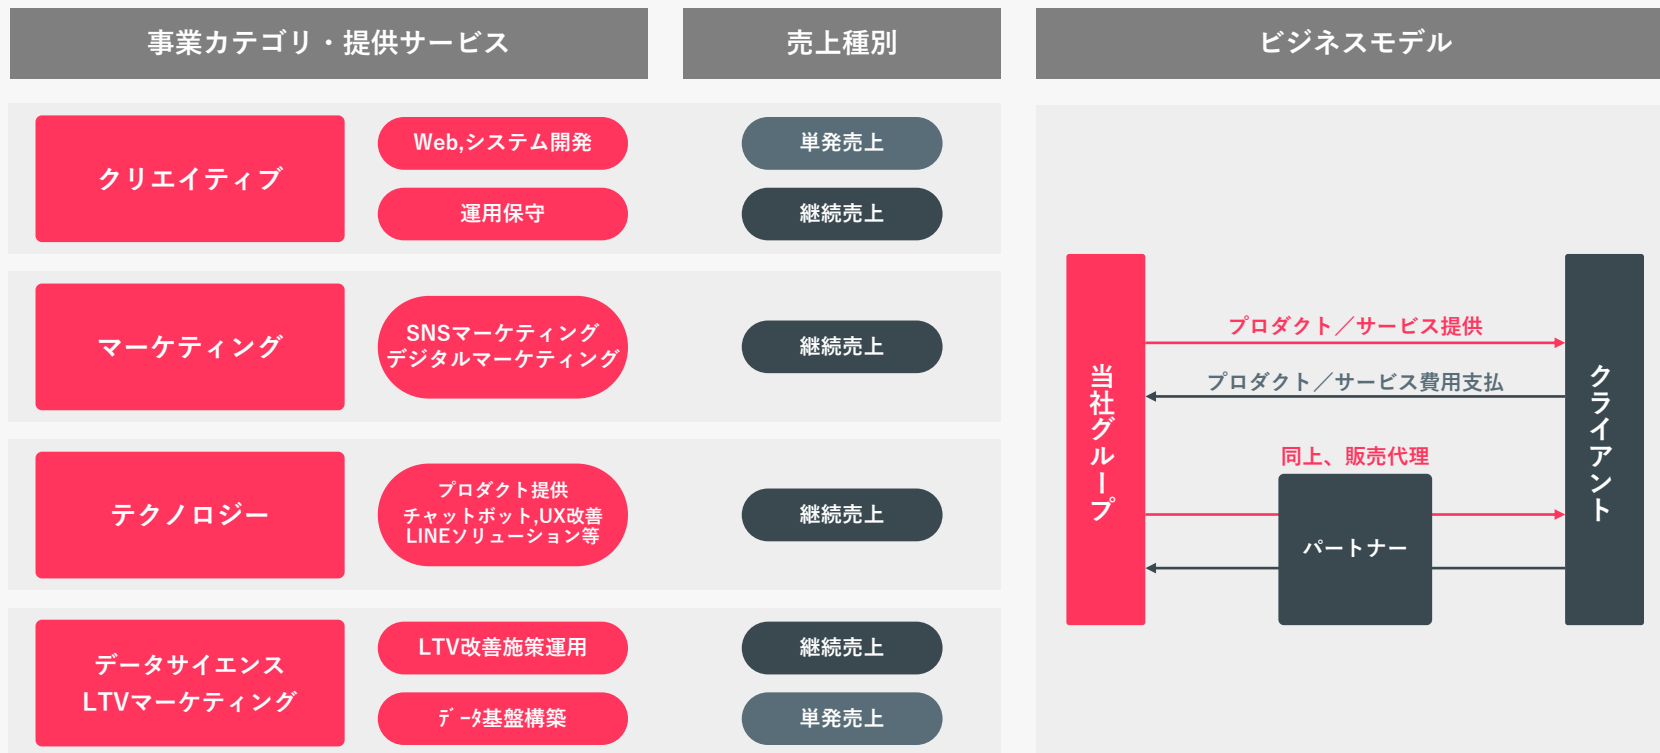 事業カテゴリ・提供サービス
売上種別
ビジネスモデル
クリエイティブ
Web,システム開発
単発売上
運用保守
継続売上
マーケティング
SNSマーケティング
デジタルマーケティング
継続売上
テクノロジー
プロダクト提供
チャットボット,UX改善
LINEソリューション等
継続売上
データサイエンス
LTVマーケティング
LTV改善施策運用
継続売上
ﾃﾞｰﾀ基盤構築
単発売上
当社グループ
プロダクト／サービス提供
プロダクト／サービス費用支払
同上、販売代理
パートナー
クライアント